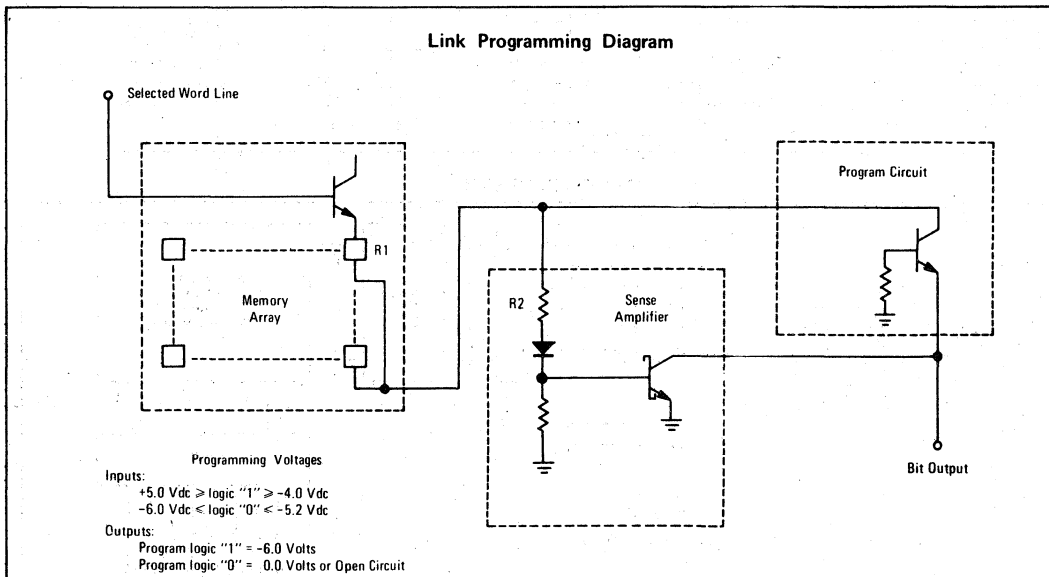 Link Programming Diagram
Selected Word Line
Program Circuit
R1
Memory
Array
R2
Sense
Amplifier
Bit Output
Programming Voltages
Inputs:
+5.0 Vdc ≥ logic "1" ≥ -4.0 Vdc
-6.0 Vdc ≤ logic "0" ≤ -5.2 Vdc
Outputs:
Program logic "1" = -6.0 Volts
Program logic "0" = 0.0 Volts or Open Circuit